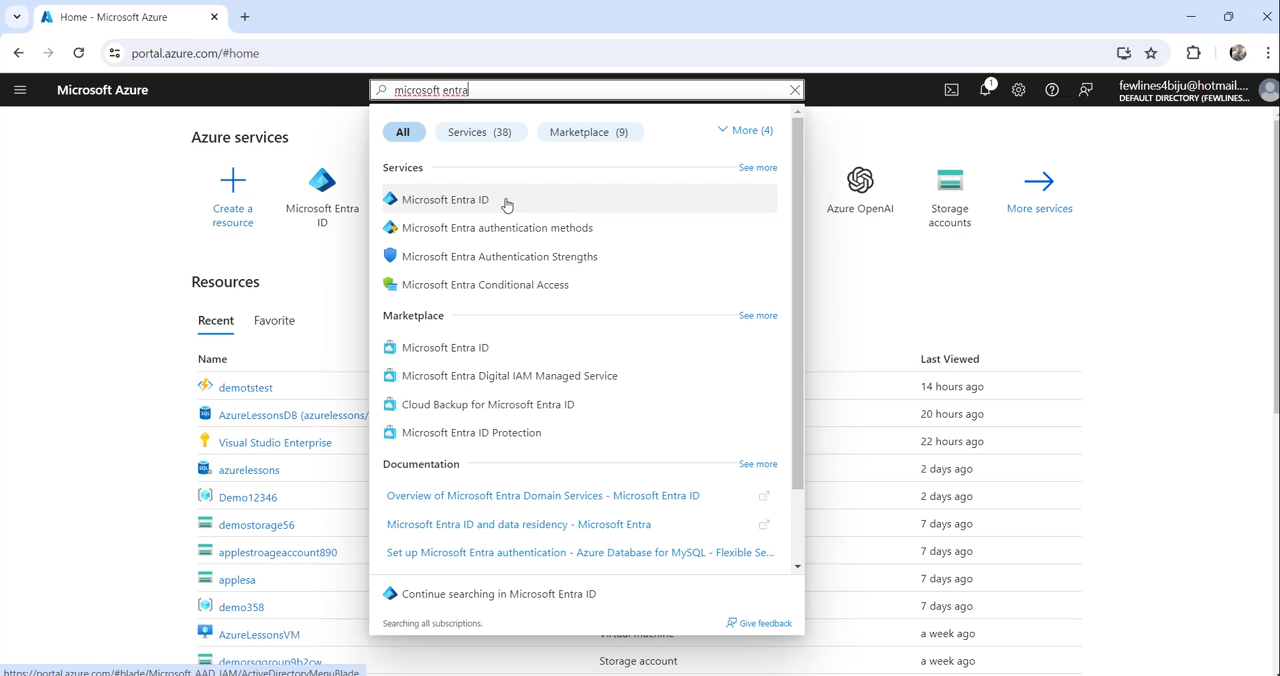 Home - Microsoft Azure
portal.azure.com/#home
Microsoft Azure
microsoft entra
1
fewlines4biju@hotmail....
DEFAULT DIRECTORY (FEWLINES...
All
Services (38)
Marketplace (9)
More (4)
Azure services
Create a
resource
Microsoft Entra
ID
Azure OpenAI
Storage
accounts
More services
Services
See more
Microsoft Entra ID
Microsoft Entra authentication methods
Microsoft Entra Authentication Strengths
Microsoft Entra Conditional Access
Marketplace
See more
Microsoft Entra ID
Microsoft Entra Digital IAM Managed Service
Cloud Backup for Microsoft Entra ID
Microsoft Entra ID Protection
Documentation
See more
Overview of Microsoft Entra Domain Services - Microsoft Entra ID
Microsoft Entra ID and data residency - Microsoft Entra
Set up Microsoft Entra authentication - Azure Database for MySQL - Flexible Se...
Continue searching in Microsoft Entra ID
Searching all subscriptions.
Give feedback
Resources
Recent
Favorite
Name
Last Viewed
demotstest
14 hours ago
AzureLessonsDB (azurelessons/
20 hours ago
Visual Studio Enterprise
22 hours ago
azurelessons
2 days ago
Demo12346
2 days ago
demostorage56
7 days ago
applestroageaccount890
7 days ago
applesa
7 days ago
demo358
7 days ago
AzureLessonsVM
Virtual machine
a week ago
demorsggroup9b2cw
Storage account
a week ago
https://portal.azure.com/#blade/Microsoft_AAD_IAM/ActiveDirectoryMenuBlade